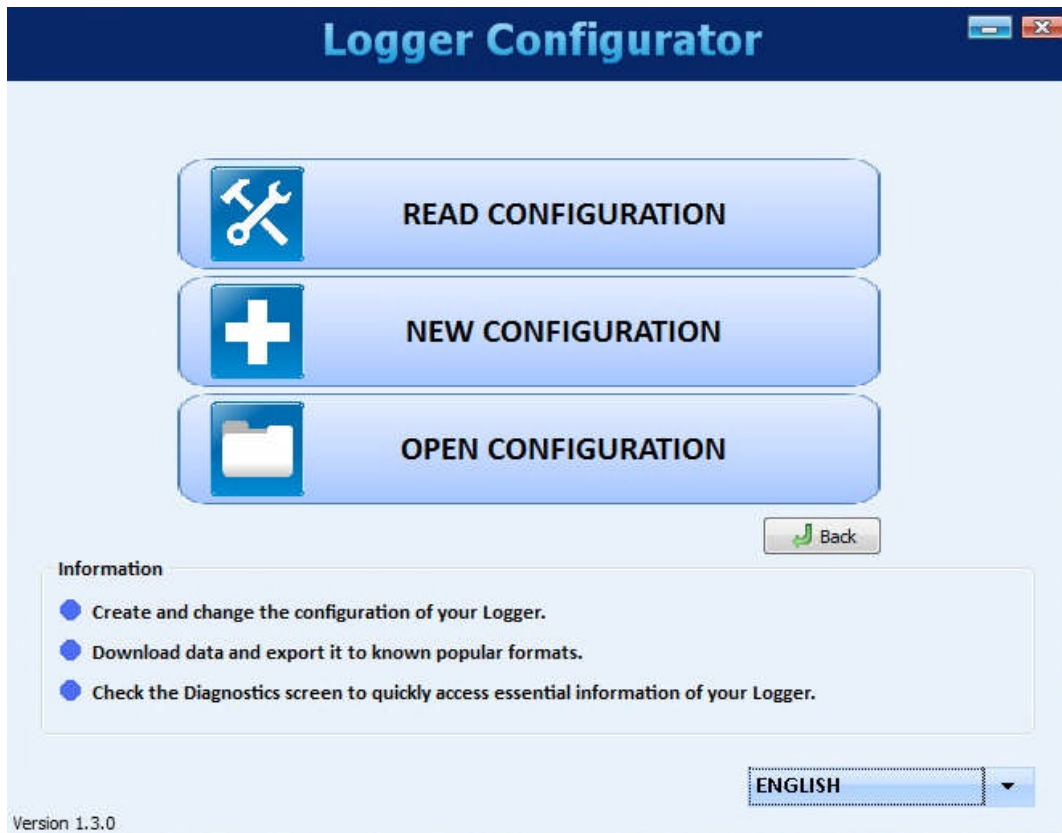 Logger Configurator
READ CONFIGURATION
NEW CONFIGURATION
OPEN CONFIGURATION
Back
Information
Create and change the configuration of your Logger.
Download data and export it to known popular formats.
Check the Diagnostics screen to quickly access essential information of your Logger.
ENGLISH
Version 1.3.0